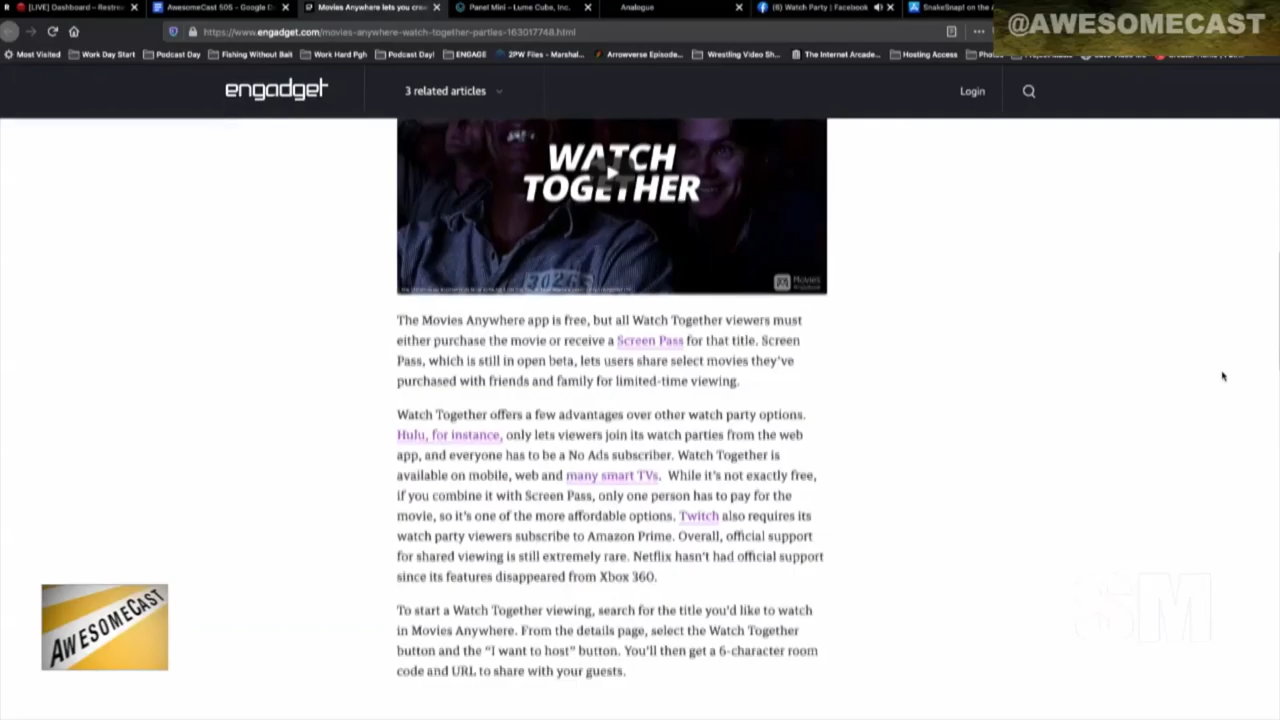 [LIVE] Dashboard – Restrea
AwesomeCast 505 - Google D
Movies Anywhere lets you crea
Panel Mini – Lume Cube, Inc.
Analogue
(6) Watch Party | Facebook
SnakeSnap! on the
@AWESOMECAST
https://www.engadget.com/movies-anywhere-watch-together-parties-163017748.html
Most Visited
Work Day Start
Podcast Day
Fishing Without Bait
Work Hard Pgh
Podcast Day!
ENGAGE
2PW Files - Marshal...
Arrowverse Episode...
Wrestling Video Sh...
The Internet Arcade...
Hosting Access
engadget
3 related articles
Login
WATCH
TOGETHER
The Movies Anywhere app is free, but all Watch Together viewers must
either purchase the movie or receive a Screen Pass for that title. Screen
Pass, which is still in open beta, lets users share select movies they've
purchased with friends and family for limited-time viewing.
Watch Together offers a few advantages over other watch party options.
Hulu, for instance, only lets viewers join its watch parties from the web
app, and everyone has to be a No Ads subscriber. Watch Together is
available on mobile, web and many smart TVs. While it's not exactly free,
if you combine it with Screen Pass, only one person has to pay for the
movie, so it's one of the more affordable options. Twitch also requires its
watch party viewers subscribe to Amazon Prime. Overall, official support
for shared viewing is still extremely rare. Netflix hasn't had official support
since its features disappeared from Xbox 360.
To start a Watch Together viewing, search for the title you'd like to watch
in Movies Anywhere. From the details page, select the Watch Together
button and the "I want to host" button. You'll then get a 6-character room
code and URL to share with your guests.
AWESOMECAST
SM